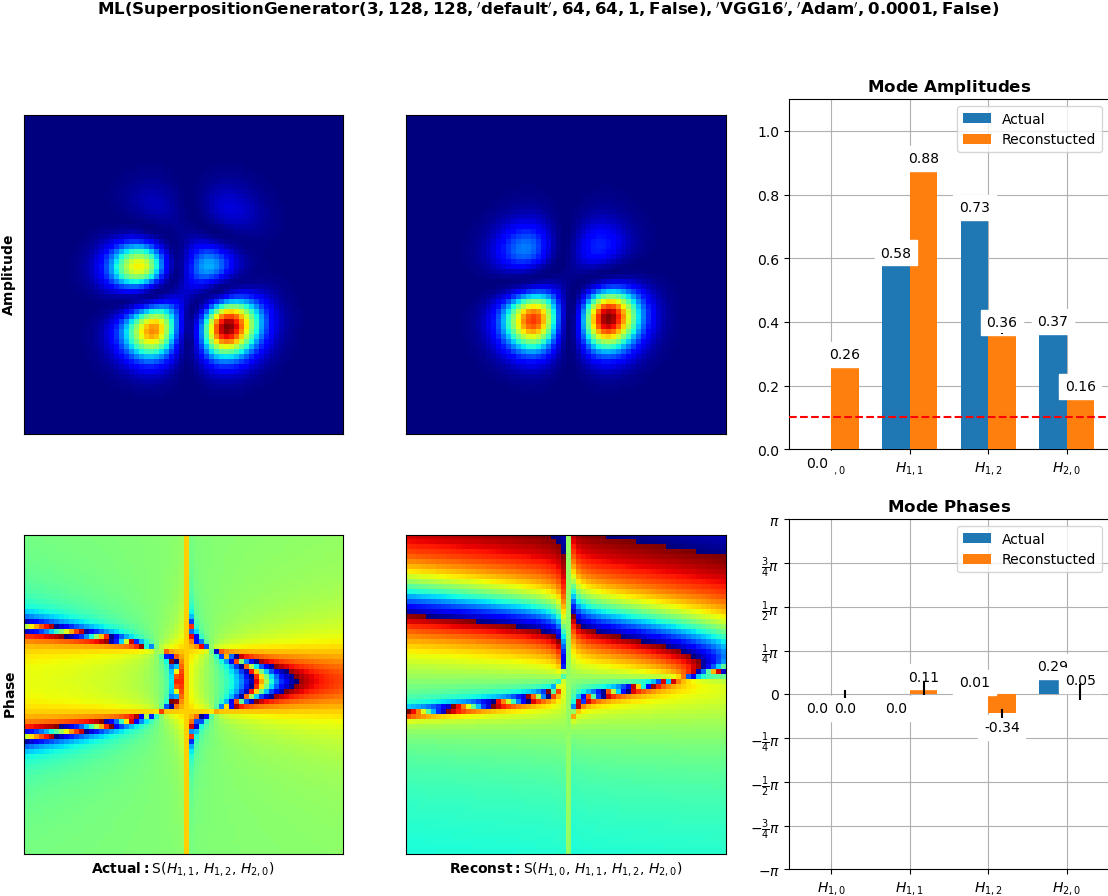 ML(SuperpositionGenerator(3, 128, 128, 'default', 64, 64, 1, False), 'VGG16', 'Adam', 0.0001, False)
Amplitude
Mode Amplitudes
Actual
Reconstucted
1.0
0.8
0.6
0.4
0.2
0.0
0.0
0.26
0.58
0.88
0.73
0.36
0.37
0.16
,0
H1,1
H1,2
H2,0
Phase
Actual: S(H1,1, H1,2, H2,0)
Reconst: S(H1,0, H1,1, H1,2, H2,0)
Mode Phases
Actual
Reconstucted
π
3/4π
1/2π
1/4π
0
−1/4π
−1/2π
−3/4π
−π
0.0
0.0
0.0
0.11
0.01
-0.34
0.29
0.05
H1,0
H1,1
H1,2
H2,0